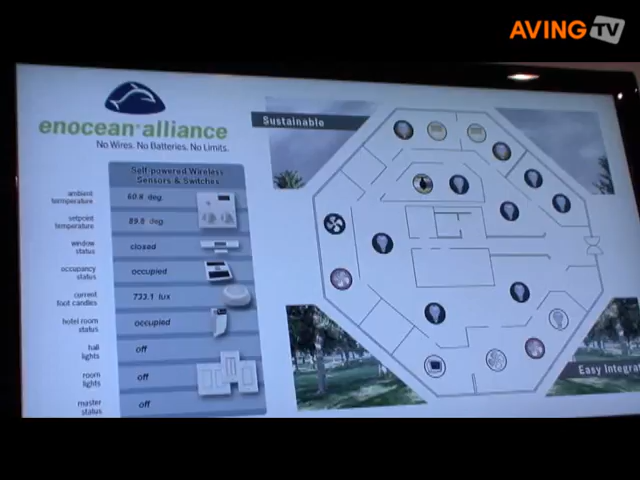 AVING TV
enocean alliance
No Wires. No Batteries. No Limits.
Sustainable
Self-powered Wireless
Sensors & Switches
ambient
temperature
60.8 deg
setpoint
temperature
89.8 deg
window
status
closed
occupancy
status
occupied
current
foot candles
733.1 lux
hotel room
status
occupied
hall
lights
off
room
lights
off
master
status
off
Easy Integrat